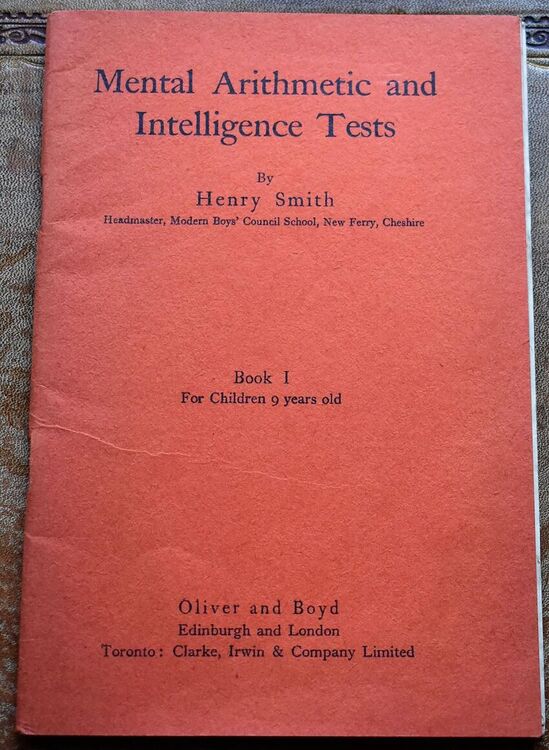 Mental Arithmetic and
Intelligence Tests
By
Henry Smith
Headmaster, Modern Boys' Council School, New Ferry, Cheshire
Book I
For Children 9 years old
Oliver and Boyd
Edinburgh and London
Toronto: Clarke, Irwin & Company Limited